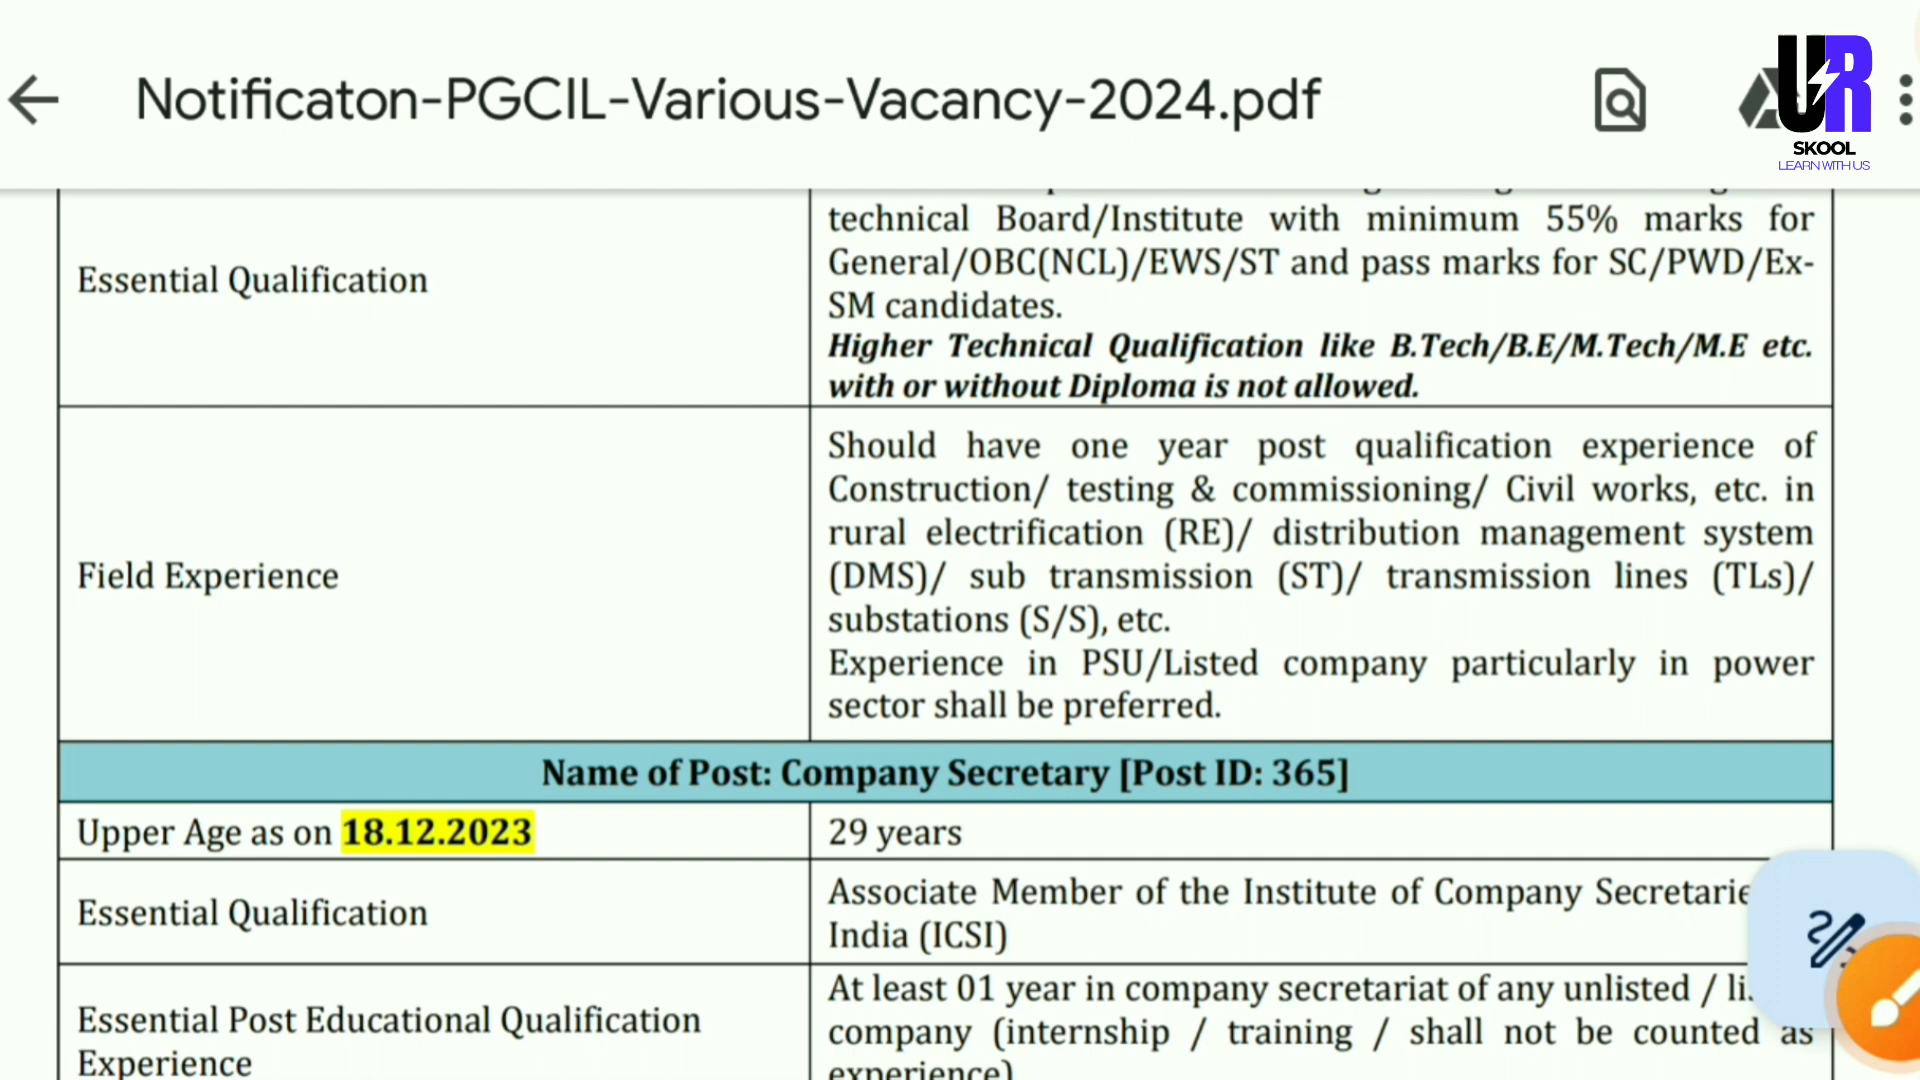 Notificaton-PGCIL-Various-Vacancy-2024.pdf
UR
SKOOL
LEARN WITH US
Essential Qualification
technical Board/Institute with minimum 55% marks for
General/OBC(NCL)/EWS/ST and pass marks for SC/PWD/Ex-
SM candidates.
Higher Technical Qualification like B.Tech/B.E/M.Tech/M.E etc.
with or without Diploma is not allowed.
Field Experience
Should have one year post qualification experience of
Construction/ testing & commissioning/ Civil works, etc. in
rural electrification (RE)/ distribution management system
(DMS)/ sub transmission (ST)/ transmission lines (TLs)/
substations (S/S), etc.
Experience in PSU/Listed company particularly in power
sector shall be preferred.
Name of Post: Company Secretary [Post ID: 365]
Upper Age as on 18.12.2023
29 years
Essential Qualification
Associate Member of the Institute of Company Secretarie
India (ICSI)
Essential Post Educational Qualification
Experience
At least 01 year in company secretariat of any unlisted / li
company (internship / training / shall not be counted as
experience)